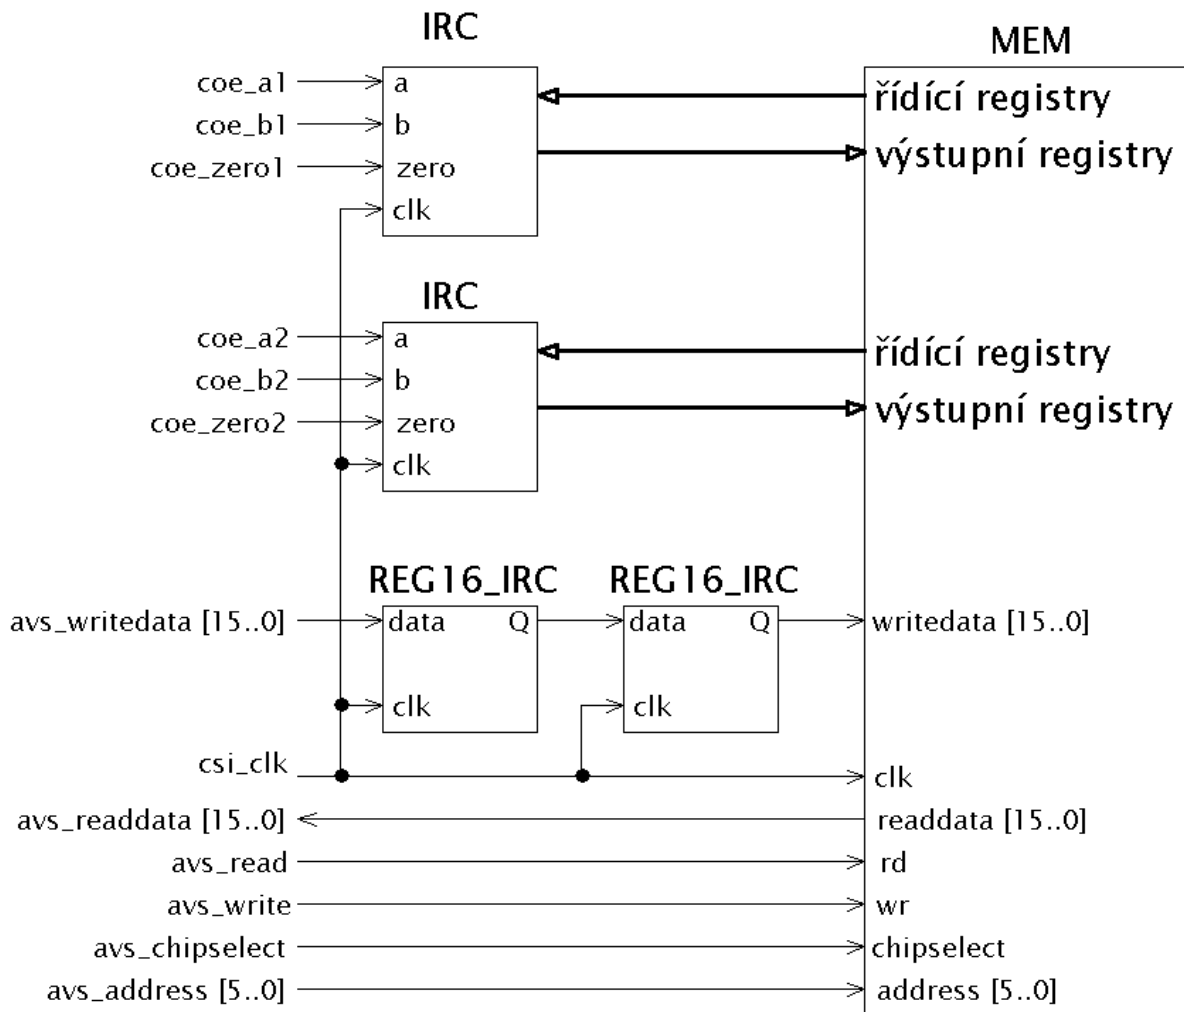 IRC
MEM
coe_a1
a
řídící registry
coe_b1
b
výstupní registry
coe_zero1
zero
clk
IRC
coe_a2
a
řídící registry
coe_b2
b
výstupní registry
coe_zero2
zero
clk
REG16_IRC
REG16_IRC
avs_writedata [15..0]
data
Q
data
Q
writedata [15..0]
clk
clk
csi_clk
clk
avs_readdata [15..0]
readdata [15..0]
avs_read
rd
avs_write
wr
avs_chipselect
chipselect
avs_address [5..0]
address [5..0]